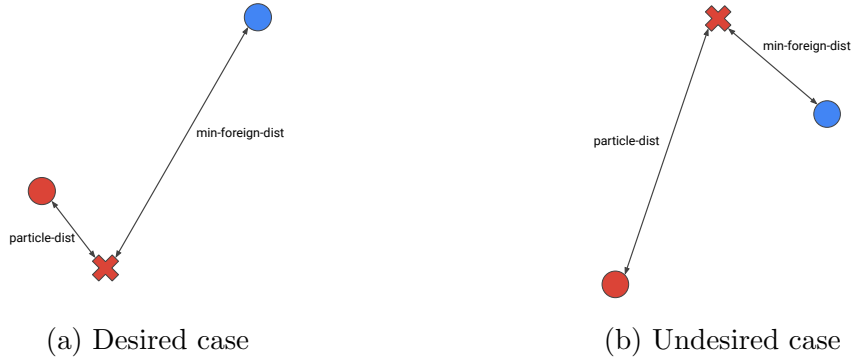 min-foreign-dist
particle-dist
min-foreign-dist
particle-dist
(a) Desired case
(b) Undesired case